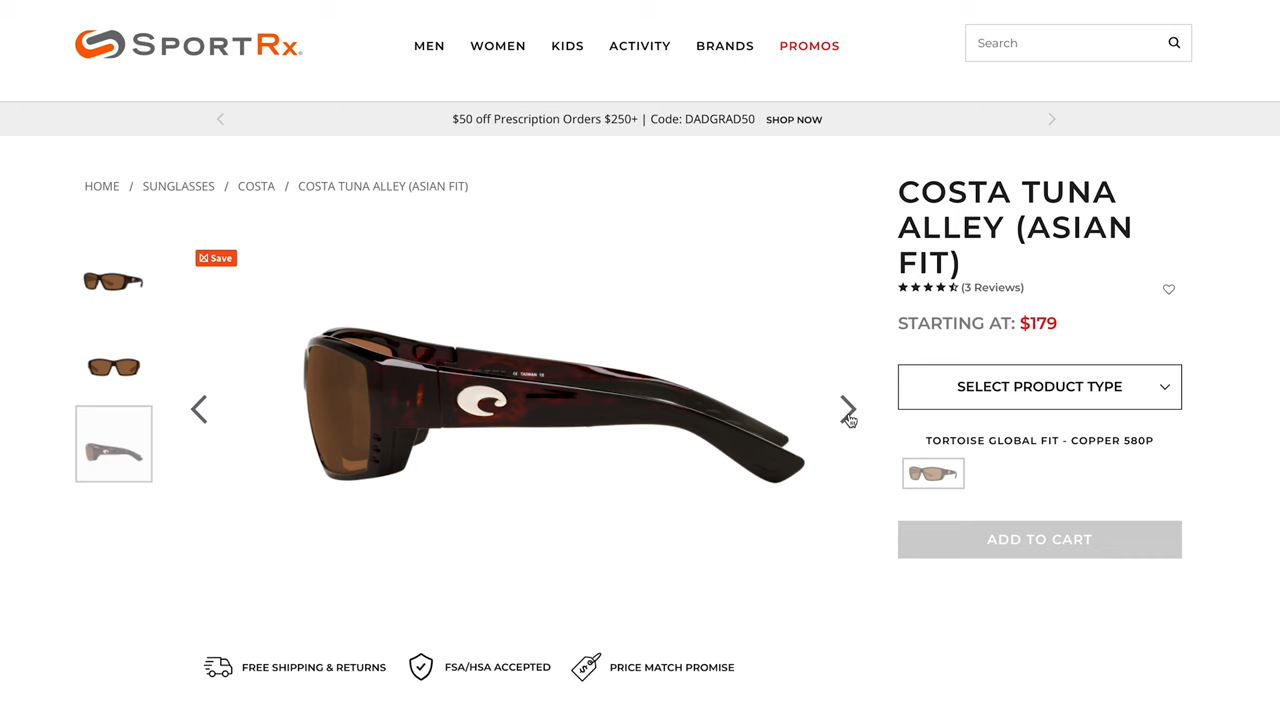 SPORTRx
MEN WOMEN KIDS ACTIVITY BRANDS PROMOS
Search
$50 off Prescription Orders $250+ | Code: DADGRAD50 SHOP NOW
HOME / SUNGLASSES / COSTA / COSTA TUNA ALLEY (ASIAN FIT)
COSTA TUNA
ALLEY (ASIAN
FIT)
(3 Reviews)
STARTING AT: $179
Save
SELECT PRODUCT TYPE
TORTOISE GLOBAL FIT - COPPER 580P
ADD TO CART
FREE SHIPPING & RETURNS
FSA/HSA ACCEPTED
PRICE MATCH PROMISE